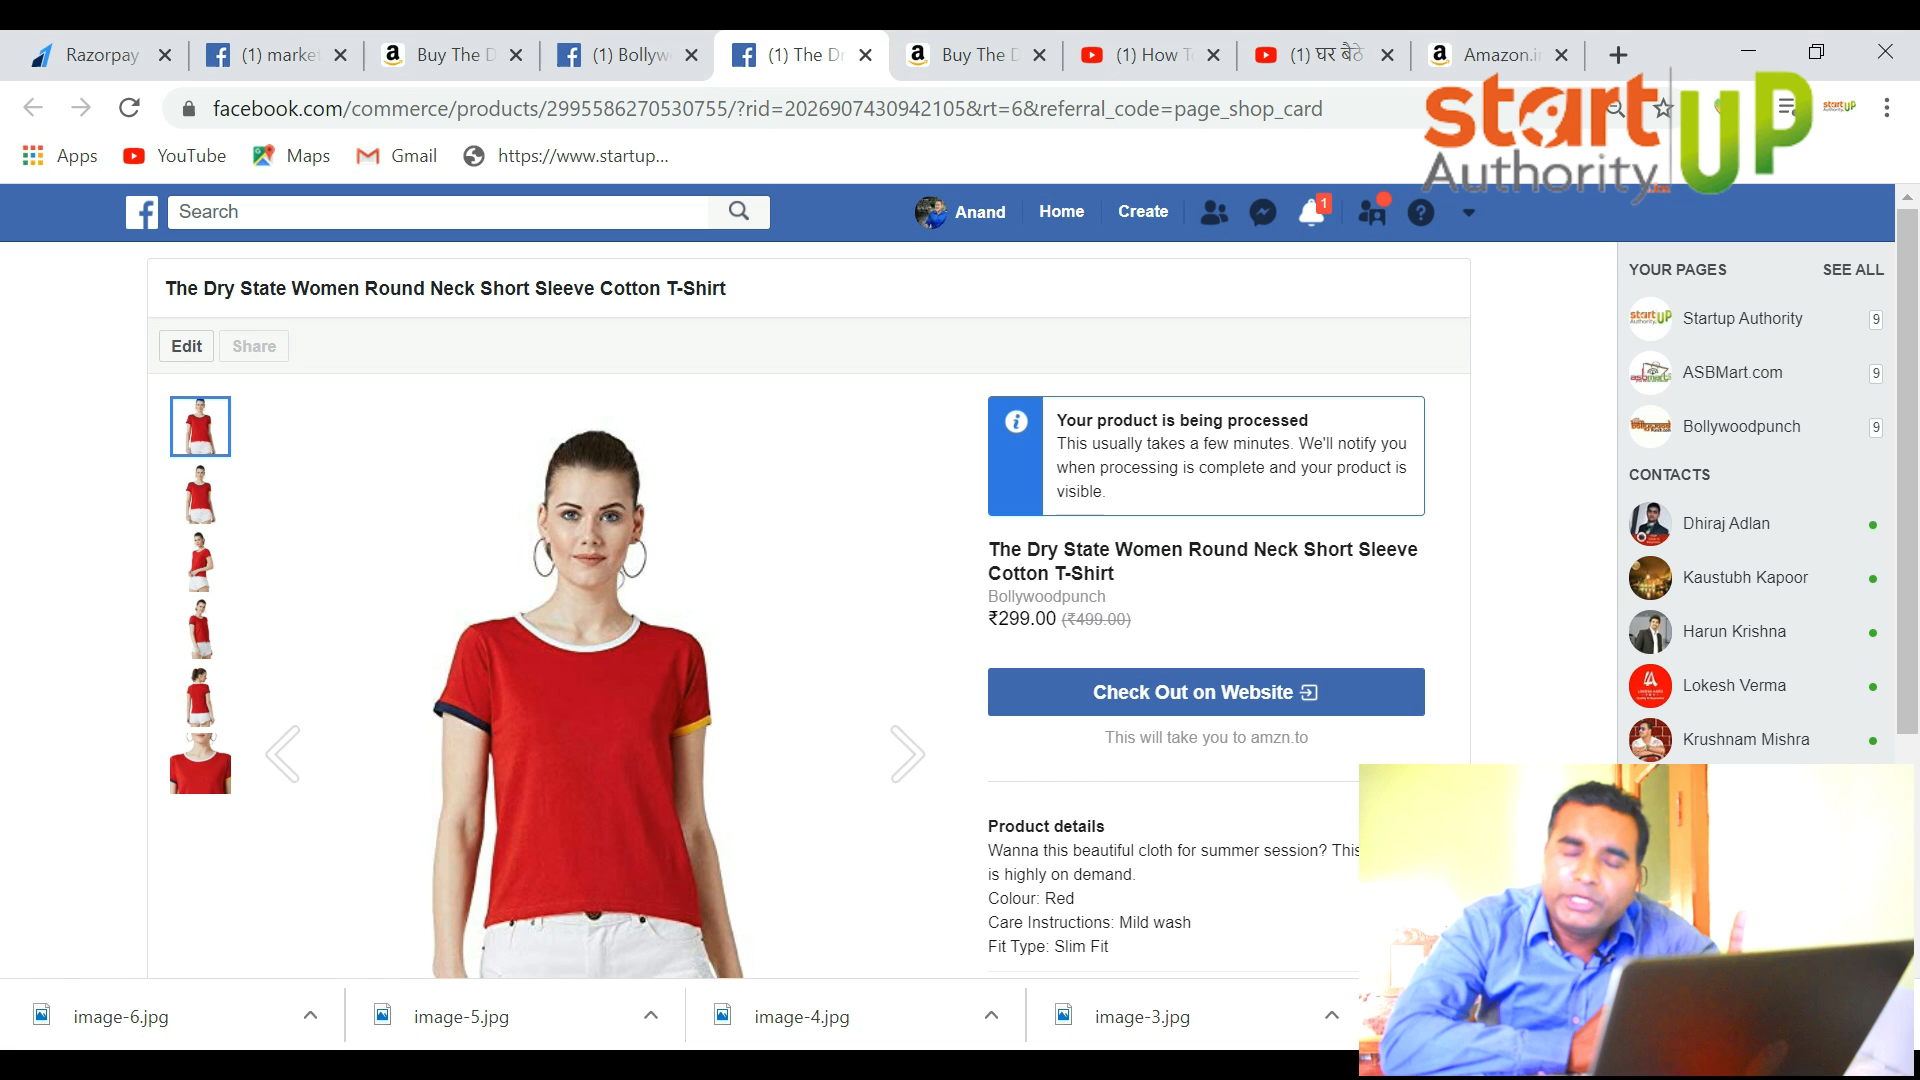 Razorpay
(1) marke
Buy The D
(1) Bollyw
(1) The Dr
Buy The D
(1) How T
(1) घर बैठे
Amazon.i
facebook.com/commerce/products/2995586270530755/?rid=2026907430942105&rt=6&referral_code=page_shop_card
startUP
Authority
Apps
YouTube
Maps
Gmail
https://www.startup...
Search
Anand
Home
Create
1
The Dry State Women Round Neck Short Sleeve Cotton T-Shirt
Edit
Share
Your product is being processed
This usually takes a few minutes. We'll notify you
when processing is complete and your product is
visible.
The Dry State Women Round Neck Short Sleeve
Cotton T-Shirt
Bollywoodpunch
₹299.00 (₹499.00)
Check Out on Website
This will take you to amzn.to
Product details
Wanna this beautiful cloth for summer session? This
is highly on demand.
Colour: Red
Care Instructions: Mild wash
Fit Type: Slim Fit
YOUR PAGES
SEE ALL
Startup Authority
9
ASBMart.com
9
Bollywoodpunch
9
CONTACTS
Dhiraj Adlan
Kaustubh Kapoor
Harun Krishna
Lokesh Verma
Krushnam Mishra
image-6.jpg
image-5.jpg
image-4.jpg
image-3.jpg